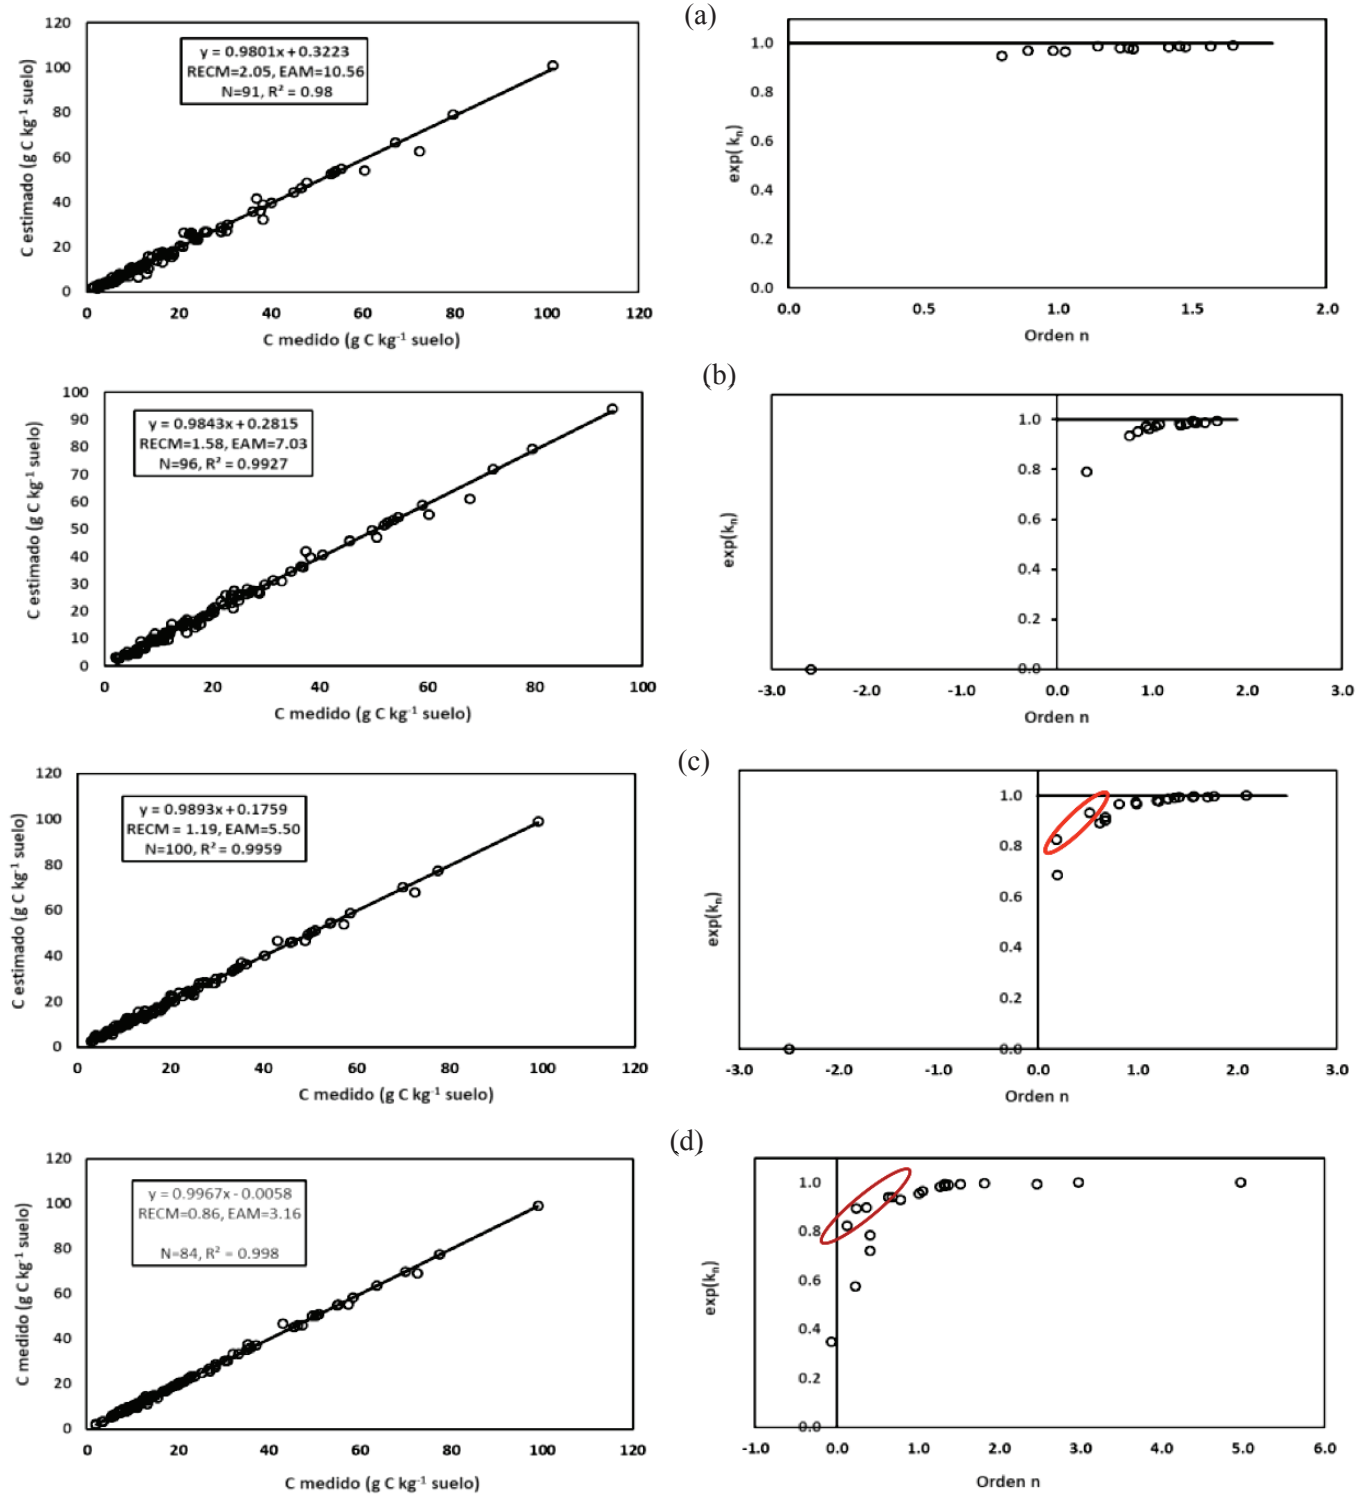 (a)
120
100
80
60
40
20
0
C estimado (g C kg⁻¹ suelo)
y = 0.9801x + 0.3223
RECM=2.05, EAM=10.56
N=91, R² = 0.98
0 20 40 60 80 100 120
C medido (g C kg⁻¹ suelo)
1.0
0.8
0.6
0.4
0.2
0.0
exp( kₙ)
0.0 0.5 1.0 1.5 2.0
Orden n
(b)
100
90
80
70
60
50
40
30
20
10
0
C estimado (g C kg⁻¹ suelo)
y = 0.9843x + 0.2815
RECM=1.58, EAM=7.03
N=96, R² = 0.9927
0 20 40 60 80 100
C medido (g C kg⁻¹ suelo)
1.0
0.8
0.6
0.4
0.2
0.0
exp(kₙ)
-3.0 -2.0 -1.0 0.0 1.0 2.0 3.0
Orden n
(c)
120
100
80
60
40
20
0
C estimado (g C kg⁻¹ suelo)
y = 0.9893x + 0.1759
RECM = 1.19, EAM=5.50
N=100, R² = 0.9959
0 20 40 60 80 100 120
C medido (g C kg⁻¹ suelo)
1.0
0.8
0.6
0.4
0.2
0.0
exp(kₙ)
-3.0 -2.0 -1.0 0.0 1.0 2.0 3.0
Orden n
(d)
120
100
80
60
40
20
0
C medido (g C kg⁻¹ suelo)
y = 0.9967x - 0.0058
RECM=0.86, EAM=3.16
N=84, R² = 0.998
0 20 40 60 80 100 120
C medido (g C kg⁻¹ suelo)
1.0
0.8
0.6
0.4
0.2
0.0
exp(kₙ)
-1.0 0.0 1.0 2.0 3.0 4.0 5.0 6.0
Orden n